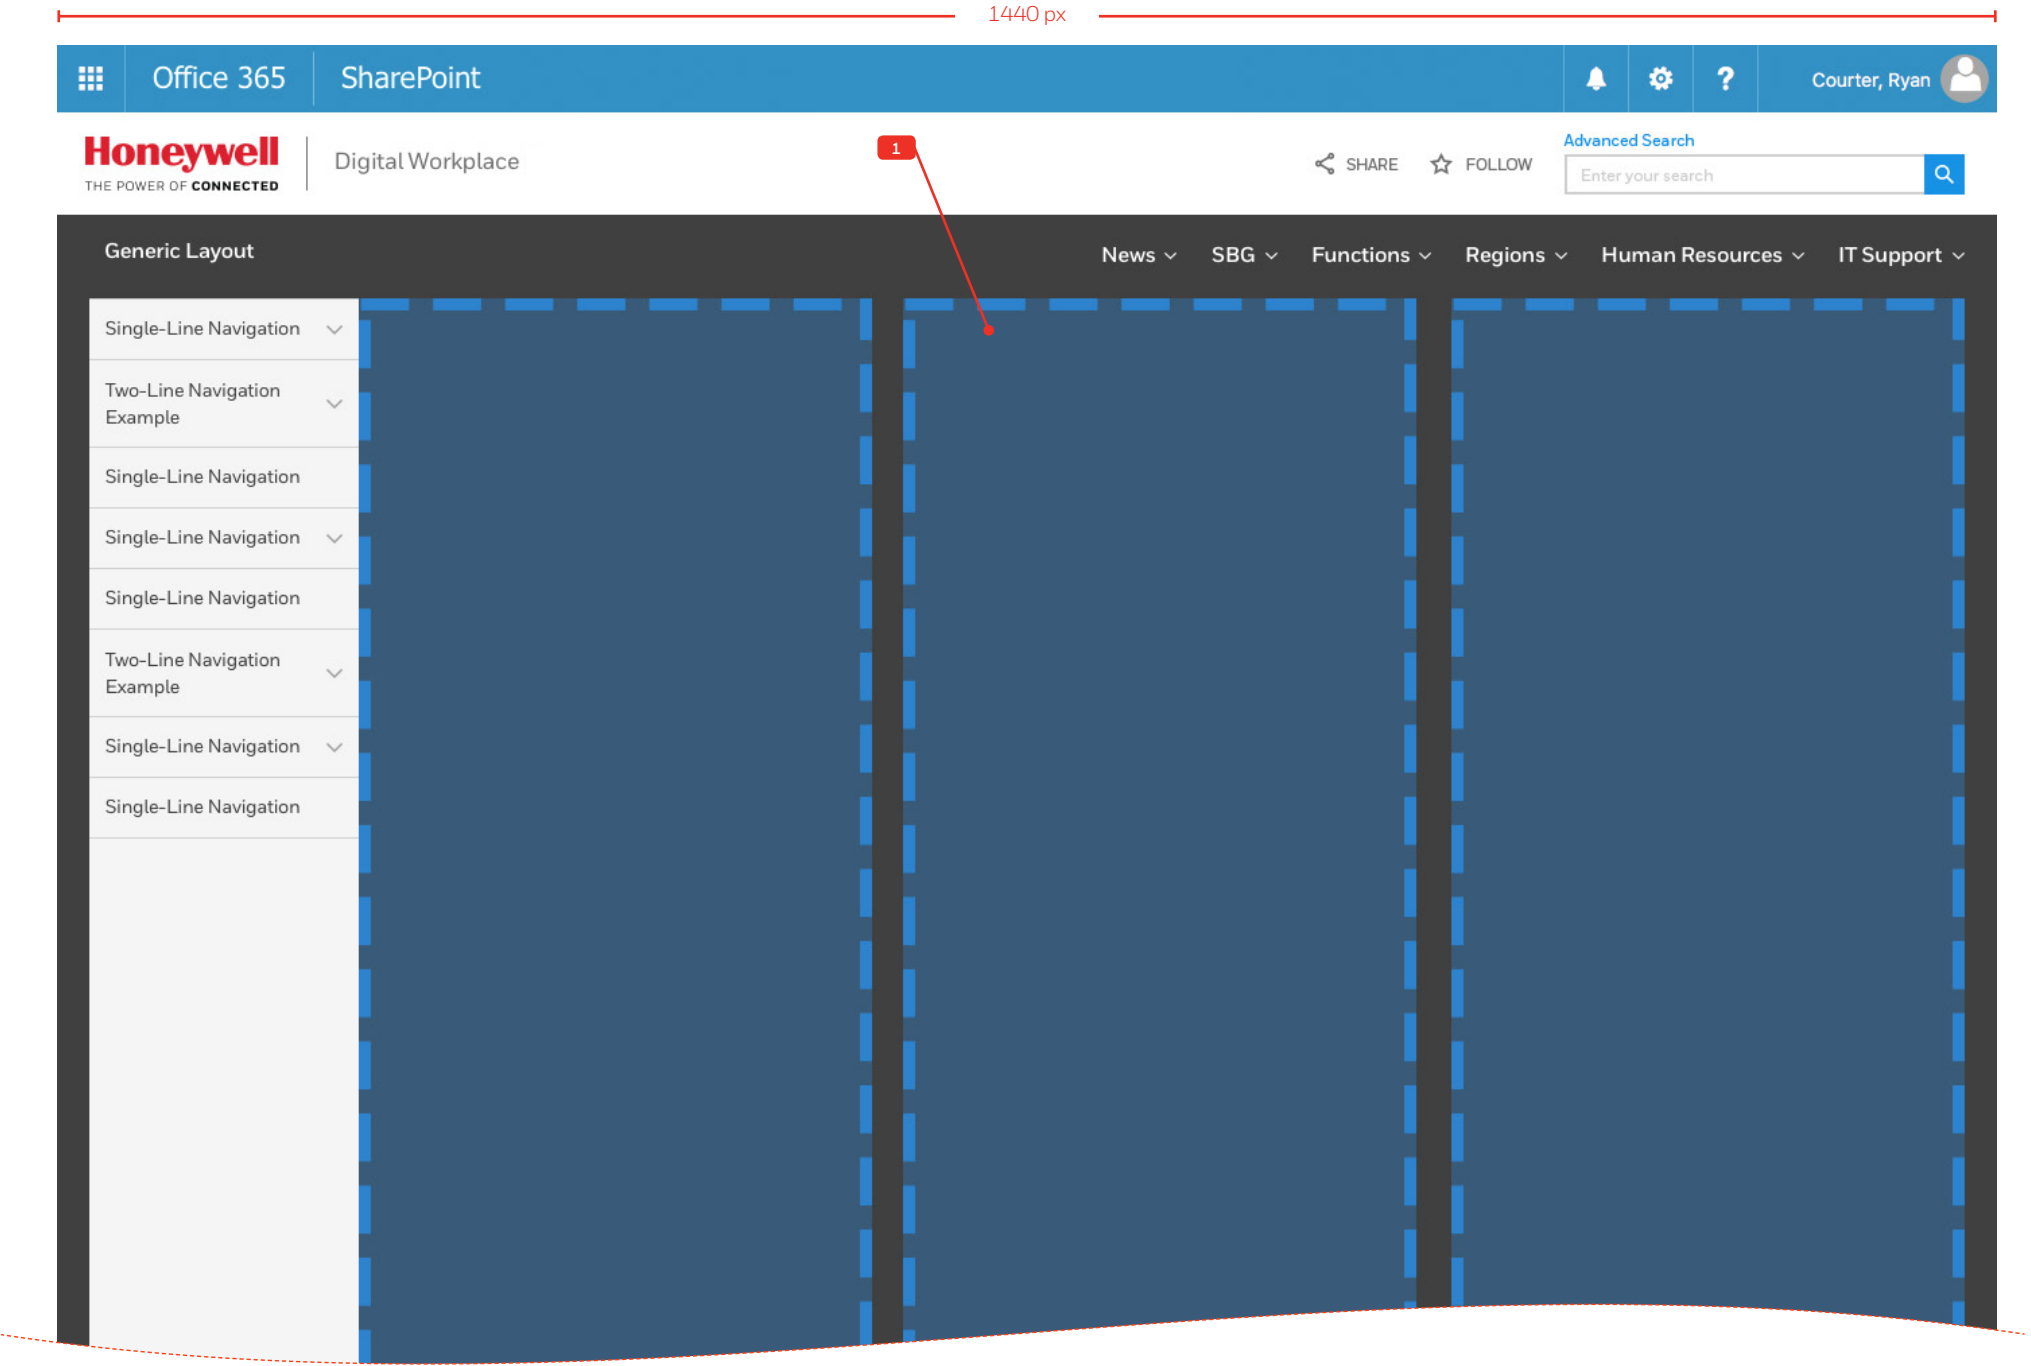 1440 px
Office 365
SharePoint
Courter, Ryan
Honeywell
THE POWER OF CONNECTED
Digital Workplace
1
SHARE
FOLLOW
Advanced Search
Enter your search
Generic Layout
News
SBG
Functions
Regions
Human Resources
IT Support
Single-Line Navigation
Two-Line Navigation
Example
Single-Line Navigation
Single-Line Navigation
Single-Line Navigation
Two-Line Navigation
Example
Single-Line Navigation
Single-Line Navigation